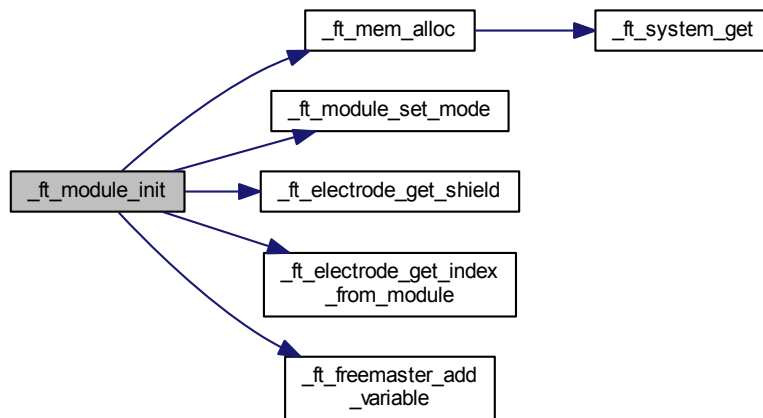 _ft_mem_alloc
_ft_system_get
_ft_module_set_mode
_ft_module_init
_ft_electrode_get_shield
_ft_electrode_get_index
_from_module
_ft_freemaster_add
_variable